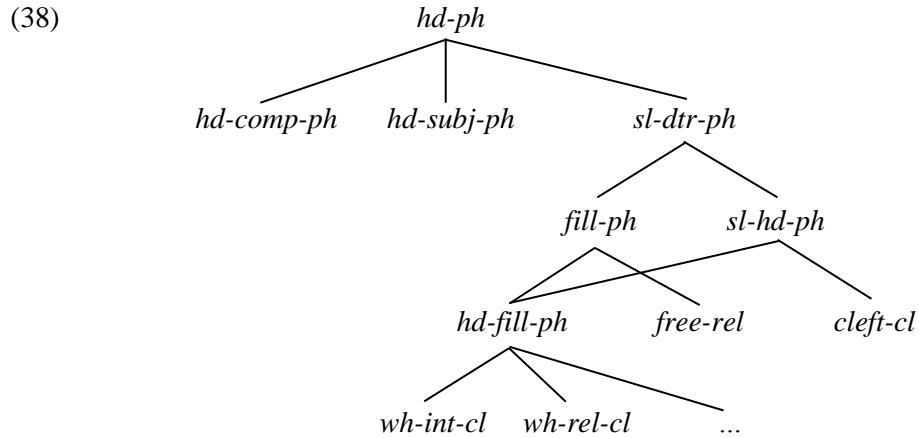 (38) hd-ph
hd-comp-ph hd-subj-ph sl-dtr-ph
fill-ph sl-hd-ph
hd-fill-ph free-rel cleft-cl
wh-int-cl wh-rel-cl ...